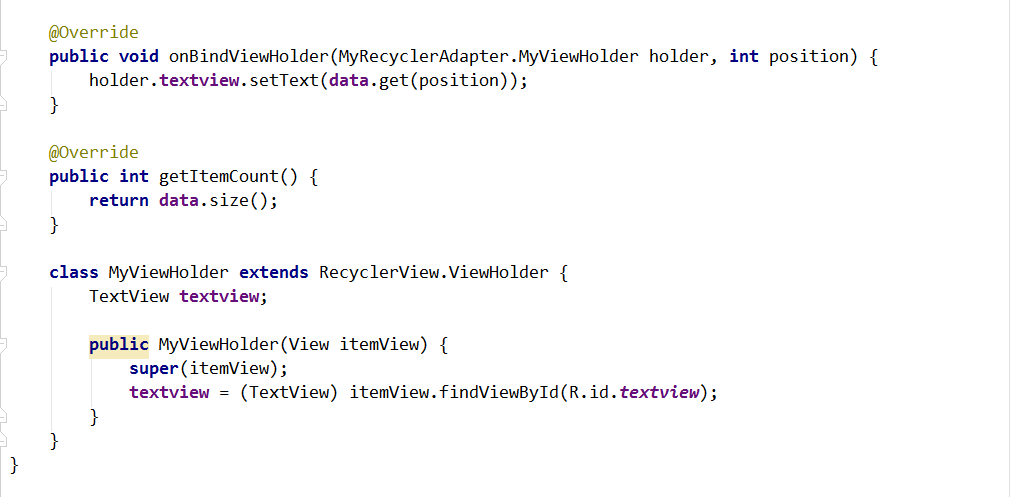 @Override
public void onBindViewHolder(MyRecyclerAdapter.MyViewHolder holder, int position) {
    holder.textview.setText(data.get(position));
}

@Override
public int getItemCount() {
    return data.size();
}

class MyViewHolder extends RecyclerView.ViewHolder {
    TextView textview;

    public MyViewHolder(View itemView) {
        super(itemView);
        textview = (TextView) itemView.findViewById(R.id.textview);
    }
}
}